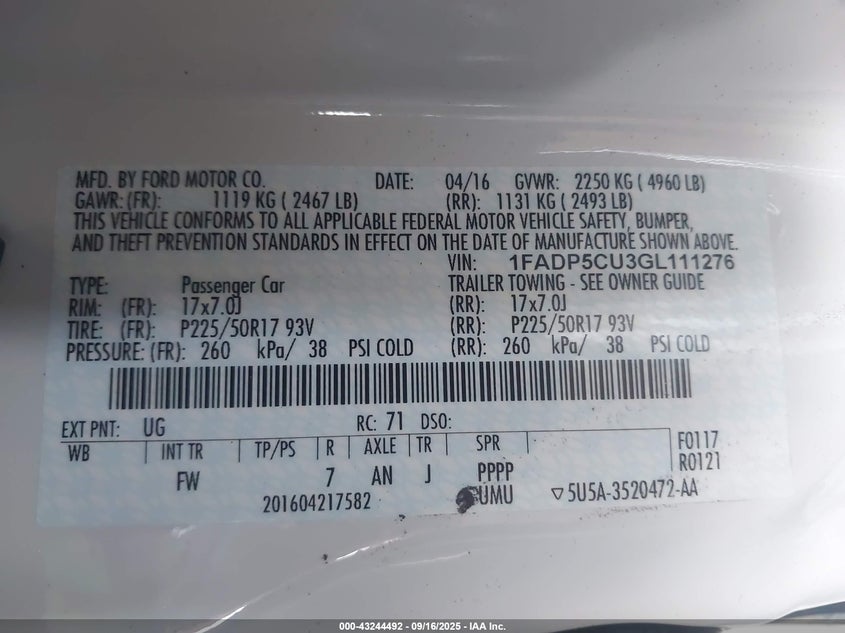 MFD. BY FORD MOTOR CO. DATE: 04/16 GVWR: 2250 KG ( 4960 LB)
GAWR: (FR): 1119 KG ( 2467 LB) (RR): 1131 KG ( 2493 LB)
THIS VEHICLE CONFORMS TO ALL APPLICABLE FEDERAL MOTOR VEHICLE SAFETY, BUMPER,
AND THEFT PREVENTION STANDARDS IN EFFECT ON THE DATE OF MANUFACTURE SHOWN ABOVE.
VIN: 1FADP5CU3GL111276
TYPE: Passenger Car TRAILER TOWING - SEE OWNER GUIDE
RIM: (FR): 17x7.0J (RR): 17x7.0J
TIRE: (FR): P225/50R17 93V (RR): P225/50R17 93V
PRESSURE: (FR): 260 kPa/ 38 PSI COLD (RR): 260 kPa/ 38 PSI COLD
EXT PNT: UG RC: 71 DSO:
WB INT TR TP/PS R AXLE TR SPR F0117
R0121
FW 7 AN J PPPP
201604217582 UMU ▽5U5A-3520472-AA
000-43244492 - 09/16/2025 - IAA Inc.